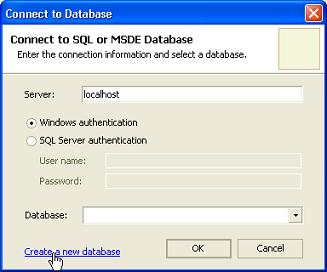 Connect to Database
Connect to SQL or MSDE Database
Enter the connection information and select a database.
Server: localhost
Windows authentication
SQL Server authentication
User name:
Password:
Database:
Create a new database OK Cancel